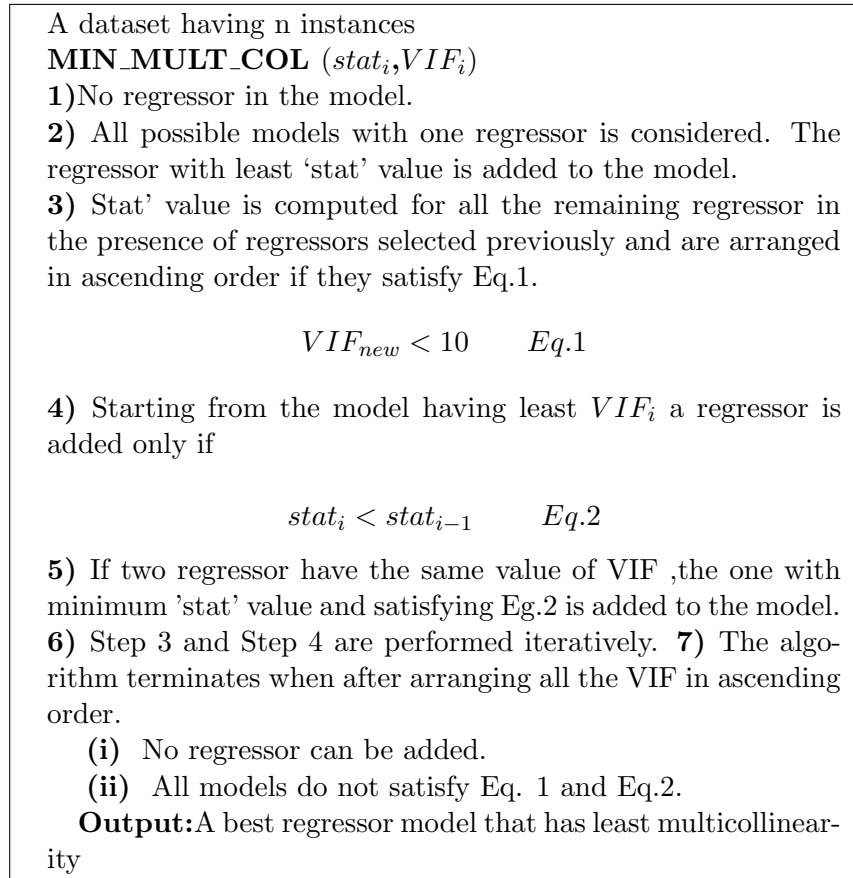 A dataset having n instances
MIN_MULT_COL (stat_i,VIF_i)
1)No regressor in the model.
2) All possible models with one regressor is considered. The
regressor with least ‘stat’ value is added to the model.
3) Stat’ value is computed for all the remaining regressor in
the presence of regressors selected previously and are arranged
in ascending order if they satisfy Eq.1.
VIF_new < 10 Eq.1
4) Starting from the model having least VIF_i a regressor is
added only if
stat_i < stat_{i−1} Eq.2
5) If two regressor have the same value of VIF ,the one with
minimum ’stat’ value and satisfying Eg.2 is added to the model.
6) Step 3 and Step 4 are performed iteratively. 7) The algo-
rithm terminates when after arranging all the VIF in ascending
order.
(i) No regressor can be added.
(ii) All models do not satisfy Eq. 1 and Eq.2.
Output:A best regressor model that has least multicollinear-
ity